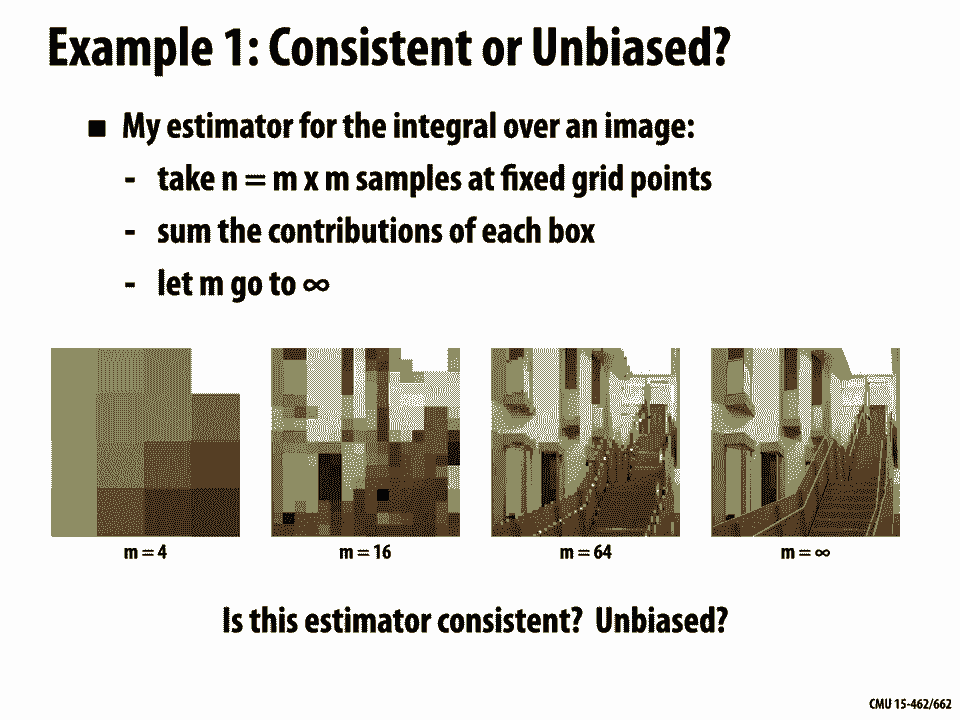 Example 1: Consistent or Unbiased?
■ My estimator for the integral over an image:
- take n = m x m samples at fixed grid points
- sum the contributions of each box
- let m go to ∞
m = 4
m = 16
m = 64
m = ∞
Is this estimator consistent? Unbiased?
CMU 15-462/662